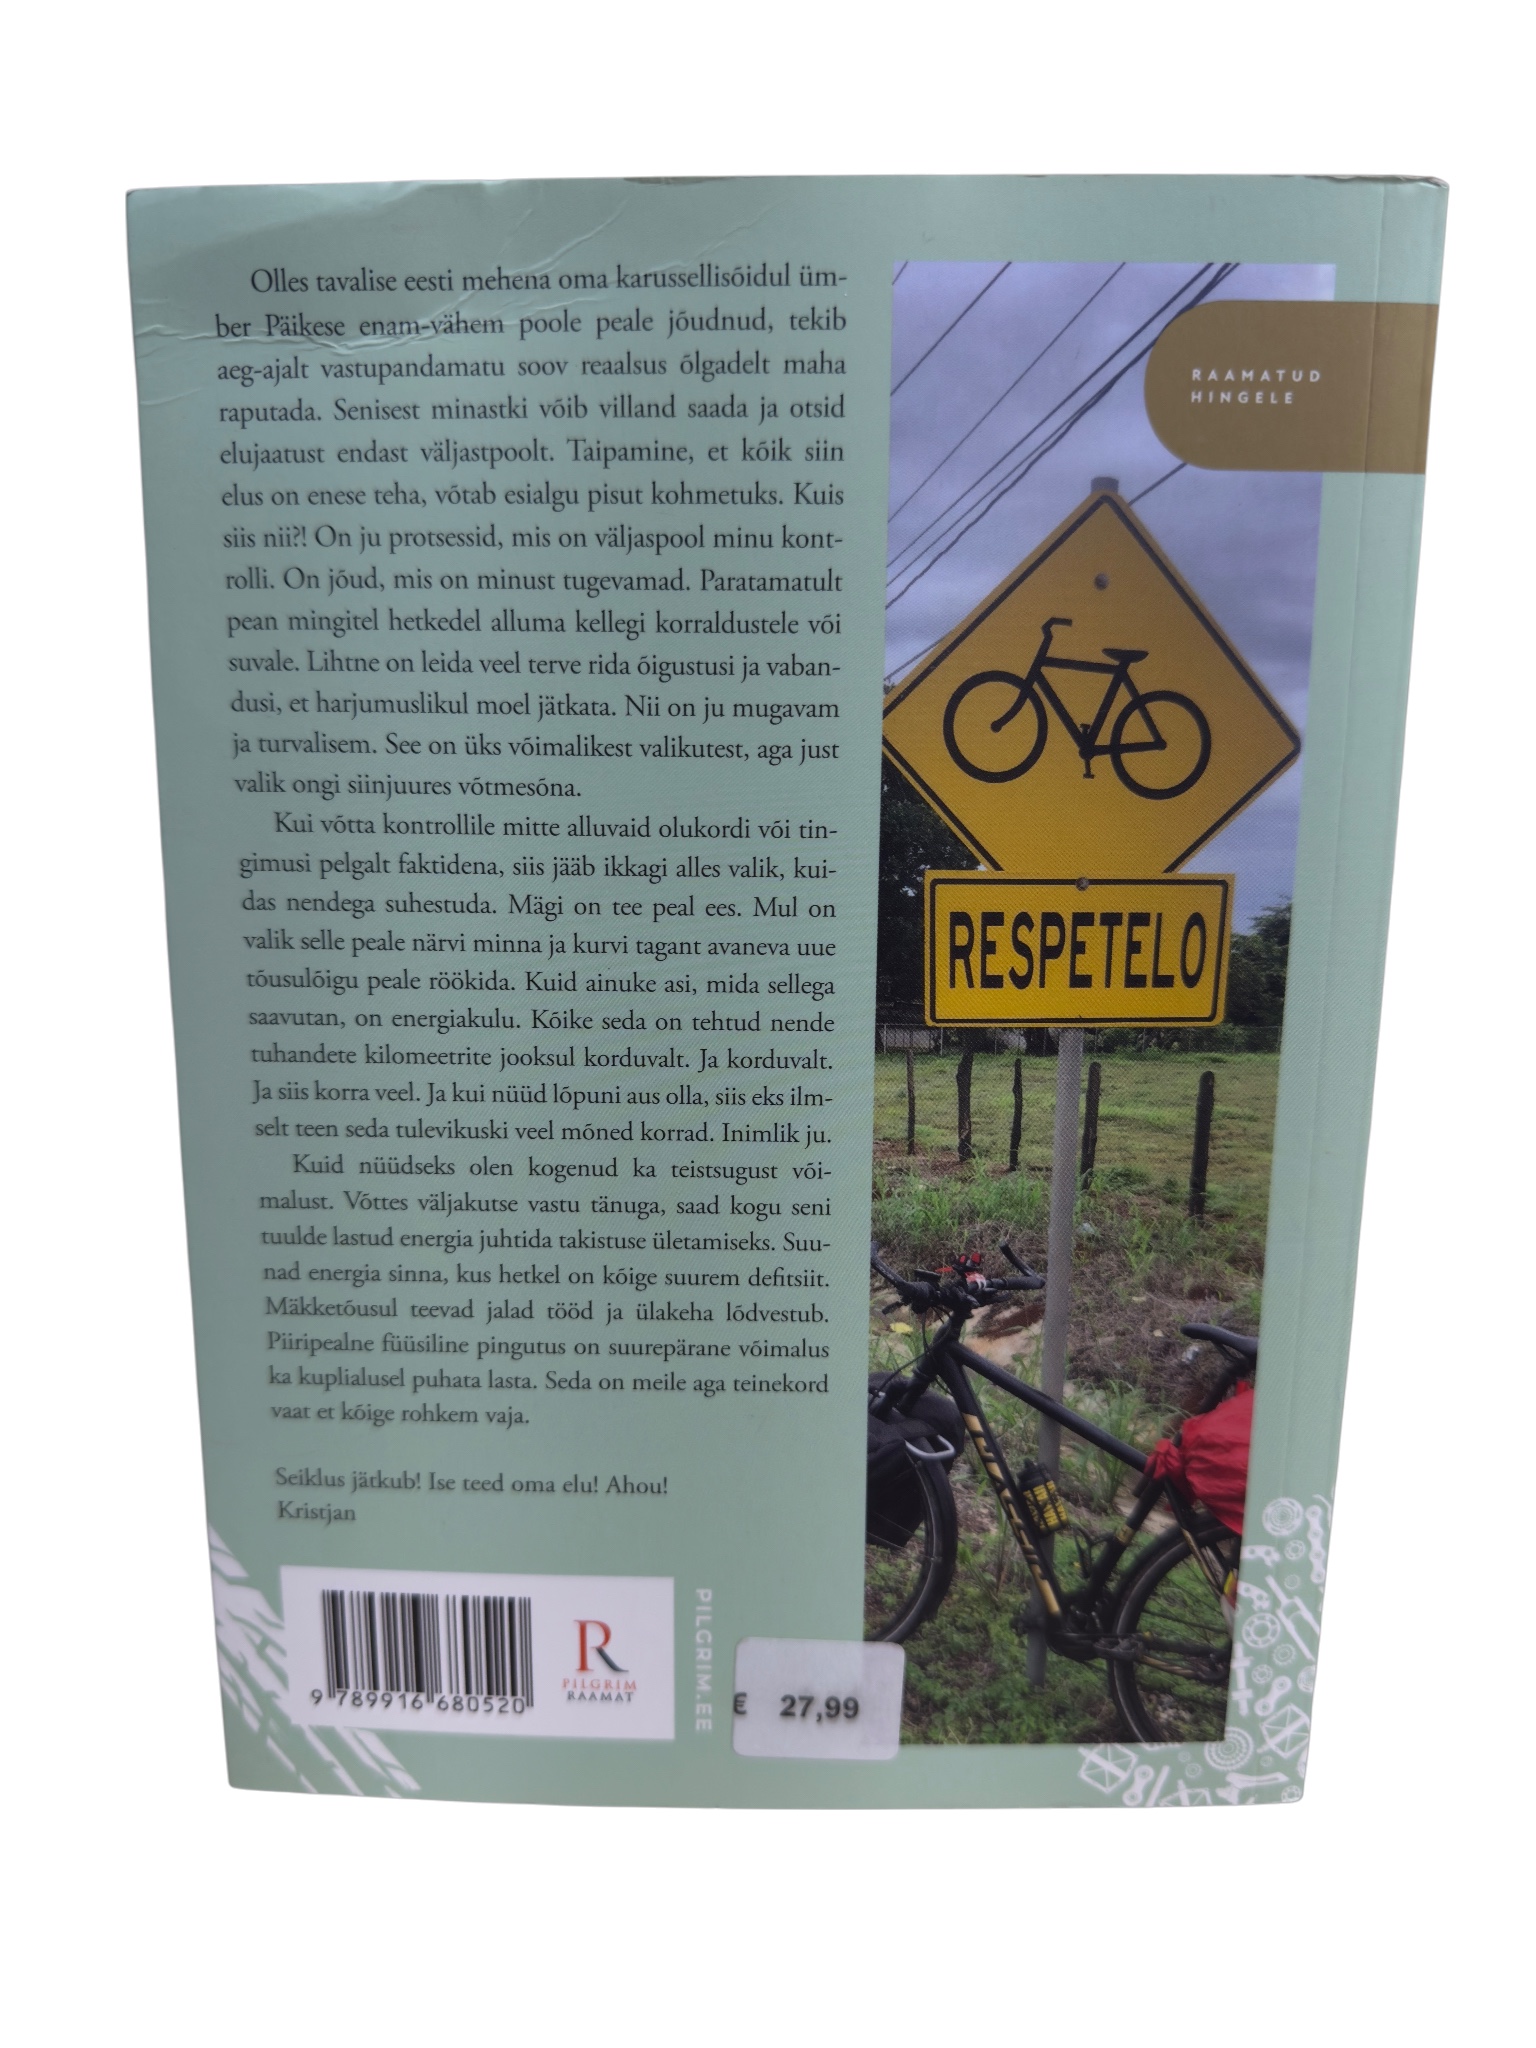 Olles tavalise eesti mehena oma karussellisõidul üm-
ber Päikese enam-vähem poole peale jõudnud, tekib
aeg-ajalt vastupandamatu soov reaalsus õlgadelt maha
raputada. Senisest minastki võib villand saada ja otsid
elujaatust endast väljastpoolt. Taipamine, et kõik siin
elus on enese teha, võtab esialgu pisut kohmetuks. Kuis
siis nii?! On ju protsessid, mis on väljaspool minu kont-
rolli. On jõud, mis on minust tugevamad. Paratamatult
pean mingitel hetkedel alluma kellegi korraldustele või
suvale. Lihtne on leida veel terve rida õigustusi ja vaban-
dusi, et harjumuslikul moel jätkata. Nii on ju mugavam
ja turvalisem. See on üks võimalikest valikutest, aga just
valik ongi siinjuures võtmesõna.
Kui võtta kontrollile mitte alluvaid olukordi või tin-
gimusi pelgalt faktidena, siis jääb ikkagi alles valik, kui-
das nendega suhestuda. Mägi on tee peal ees. Mul on
valik selle peale närvi minna ja kurvi tagant avaneva uue
tõusulõigu peale röökida. Kuid ainuke asi, mida sellega
saavutan, on energiakulu. Kõike seda on tehtud nende
tuhandete kilomeetrite jooksul korduvalt. Ja korduvalt.
Ja siis korra veel. Ja kui nüüd lõpuni aus olla, siis eks ilm-
selt teen seda tulevikuski veel mõned korrad. Inimlik ju.
Kuid nüüdseks olen kogenud ka teistsugust või-
malust. Võttes väljakutse vastu tänuga, saad kogu seni
tuulde lastud energia juhtida takistuse ületamiseks. Suu-
nad energia sinna, kus hetkel on kõige suurem defitsiit.
Mäkketõusul teevad jalad tööd ja ülakeha lõdvestub.
Piiripealne füüsiline pingutus on suurepärane võimalus
ka kuplialusel puhata lasta. Seda on meile aga teinekord
vaat et kõige rohkem vaja.
Seiklus jätkub! Ise teed oma elu! Ahou!
Kristjan
9 789916 680520
R
PILGRIM
RAAMAT
PILGRIM.EE
€ 27,99
RAAMATUD
HINGELE
RESPETELO